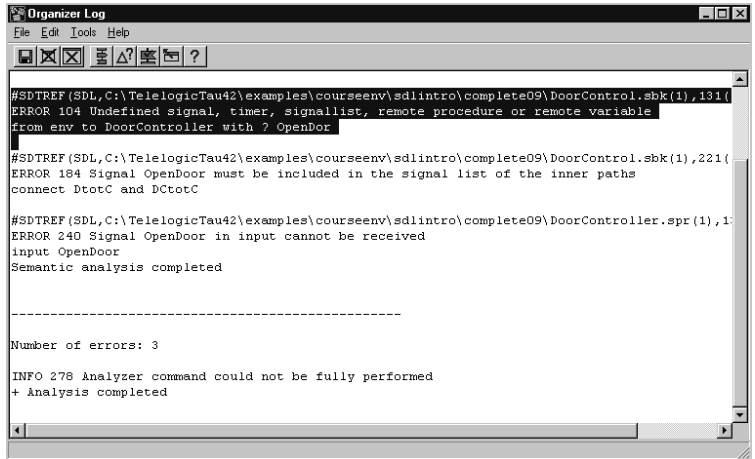 Organizer Log
File Edit Tools Help
#SDTREF(SDL,C:\TelelogicTau42\examples\courseenv\sdlintro\complete09\DoorControl.sbk(1),131(
ERROR 104 Undefined signal, timer, signallist, remote procedure or remote variable
from env to DoorController with ? OpenDor
#SDTREF(SDL,C:\TelelogicTau42\examples\courseenv\sdlintro\complete09\DoorControl.sbk(1),221(
ERROR 184 Signal OpenDoor must be included in the signal list of the inner paths
connect DtotC and DCtotC
#SDTREF(SDL,C:\TelelogicTau42\examples\courseenv\sdlintro\complete09\DoorController.spr(1),1
ERROR 240 Signal OpenDoor in input cannot be received
input OpenDoor
Semantic analysis completed
--------------------------------------------------
Number of errors: 3
INFO 278 Analyzer command could not be fully performed
+ Analysis completed